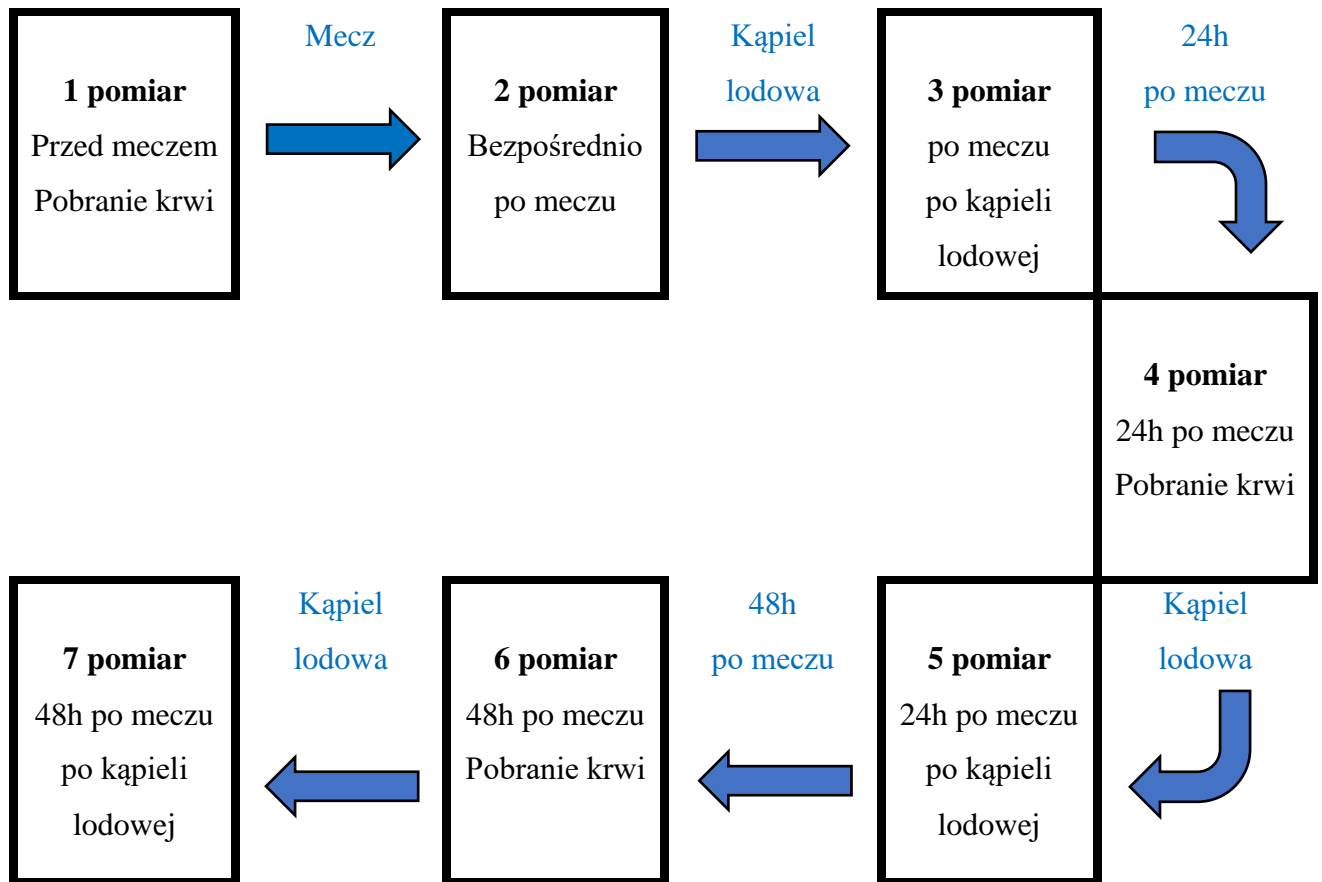 1 pomiar
Przed meczem
Pobranie krwi
Mecz
2 pomiar
Bezpośrednio
po meczu
Kąpiel
lodowa
3 pomiar
po meczu
po kąpieli
lodowej
24h
po meczu
4 pomiar
24h po meczu
Pobranie krwi
Kąpiel
lodowa
5 pomiar
24h po meczu
po kąpieli
lodowej
48h
po meczu
6 pomiar
48h po meczu
Pobranie krwi
Kąpiel
lodowa
7 pomiar
48h po meczu
po kąpieli
lodowej